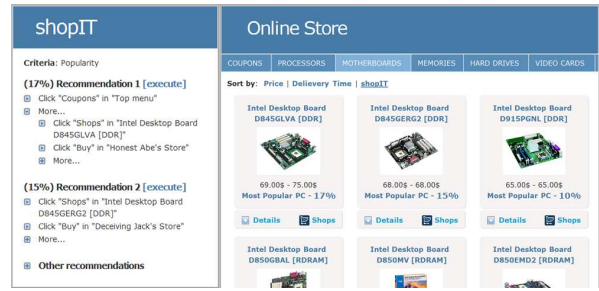 shopIT
Criteria: Popularity
(17%) Recommendation 1 [execute]
Click "Coupons" in "Top menu"
More...
Click "Shops" in "Intel Desktop Board
D845GLVA [DDR]"
Click "Buy" in "Honest Abe's Store"
More...
(15%) Recommendation 2 [execute]
Click "Shops" in "Intel Desktop Board
D845GERG2 [DDR]"
Click "Buy" in "Deceiving Jack's Store"
More...
Other recommendations
Online Store
COUPONS PROCESSORS MOTHERBOARDS MEMORIES HARD DRIVES VIDEO CARDS
Sort by: Price | Delievery Time | shopIT
Intel Desktop Board
D845GLVA [DDR]
69.00$ - 75.00$
Most Popular PC - 17%
Details Shops
Intel Desktop Board
D845GERG2 [DDR]
68.00$ - 68.00$
Most Popular PC - 15%
Details Shops
Intel Desktop Board
D915PGNL [DDR]
65.00$ - 65.00$
Most Popular PC - 10%
Details Shops
Intel Desktop Board
D850GBAL [RDRAM]
Intel Desktop Board
D850MV [RDRAM]
Intel Desktop Board
D850EMD2 [RDRAM]